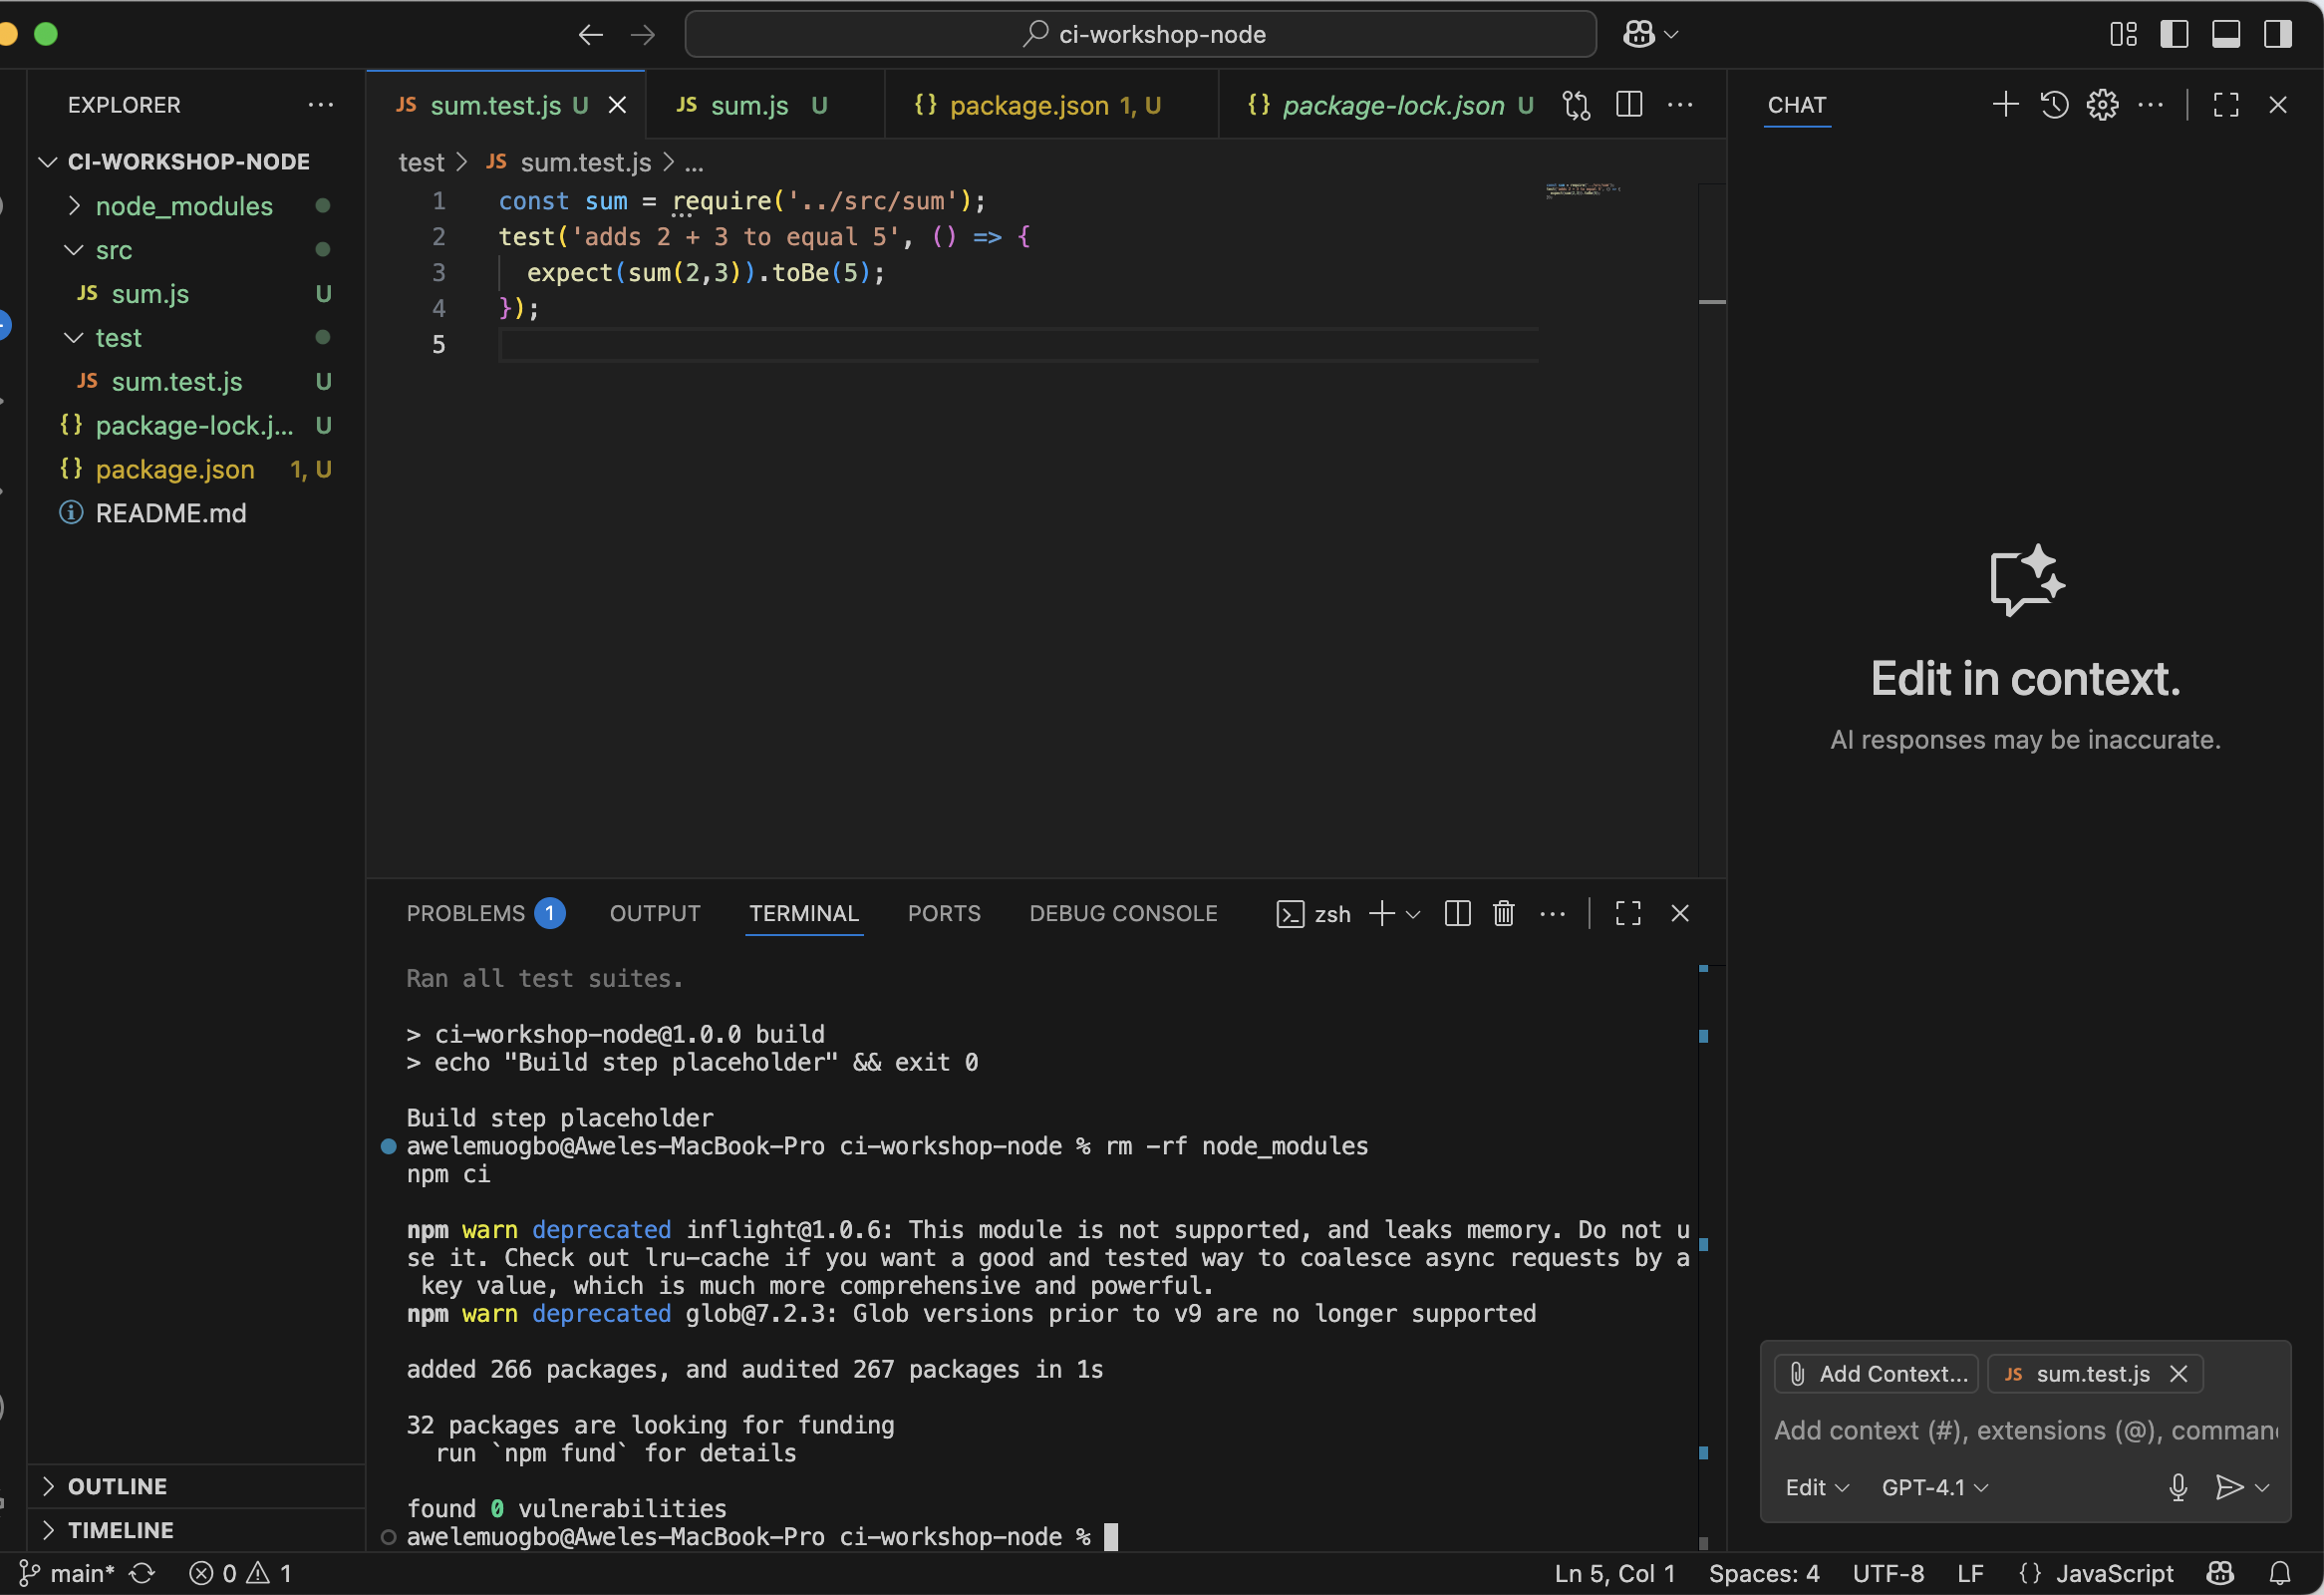 ci-workshop-node
EXPLORER
CI-WORKSHOP-NODE
node_modules
src
JS sum.js U
test
JS sum.test.js U
{} package-lock.j... U
{} package.json 1, U
README.md
OUTLINE
TIMELINE
JS sum.test.js U
JS sum.js U
{} package.json 1, U
{} package-lock.json U
test > JS sum.test.js > ...
1 const sum = require('../src/sum');
2 test('adds 2 + 3 to equal 5', () => {
3 expect(sum(2,3)).toBe(5);
4 });
5
PROBLEMS 1 OUTPUT TERMINAL PORTS DEBUG CONSOLE zsh
Ran all test suites.
> ci-workshop-node@1.0.0 build
> echo "Build step placeholder" && exit 0
Build step placeholder
awelemuogbo@Aweles-MacBook-Pro ci-workshop-node % rm -rf node_modules
npm ci
npm warn deprecated inflight@1.0.6: This module is not supported, and leaks memory. Do not u
se it. Check out lru-cache if you want a good and tested way to coalesce async requests by a
key value, which is much more comprehensive and powerful.
npm warn deprecated glob@7.2.3: Glob versions prior to v9 are no longer supported
added 266 packages, and audited 267 packages in 1s
32 packages are looking for funding
run `npm fund` for details
found 0 vulnerabilities
awelemuogbo@Aweles-MacBook-Pro ci-workshop-node %
CHAT
Edit in context.
AI responses may be inaccurate.
Add Context...
JS sum.test.js
Add context (#), extensions (@), comman
Edit GPT-4.1
main* 0 1
Ln 5, Col 1 Spaces: 4 UTF-8 LF {} JavaScript